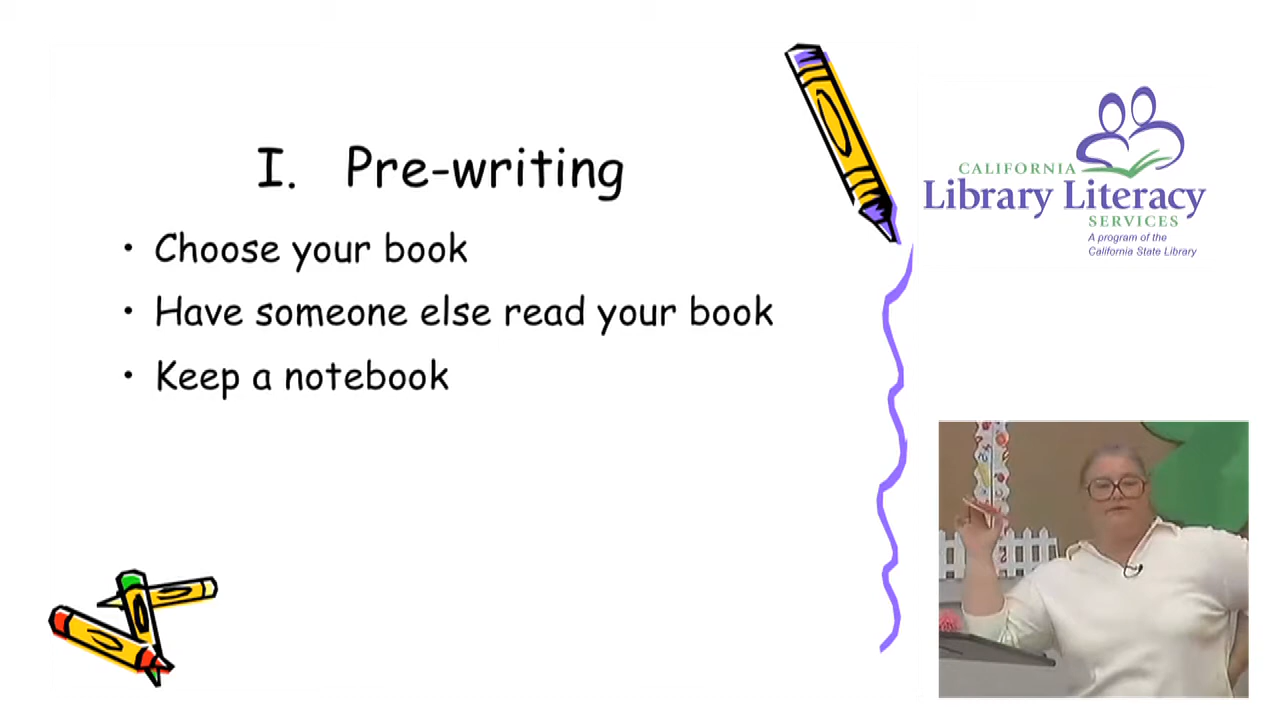 I. Pre-writing
• Choose your book
• Have someone else read your book
• Keep a notebook
CALIFORNIA
Library Literacy
SERVICES
A program of the
California State Library